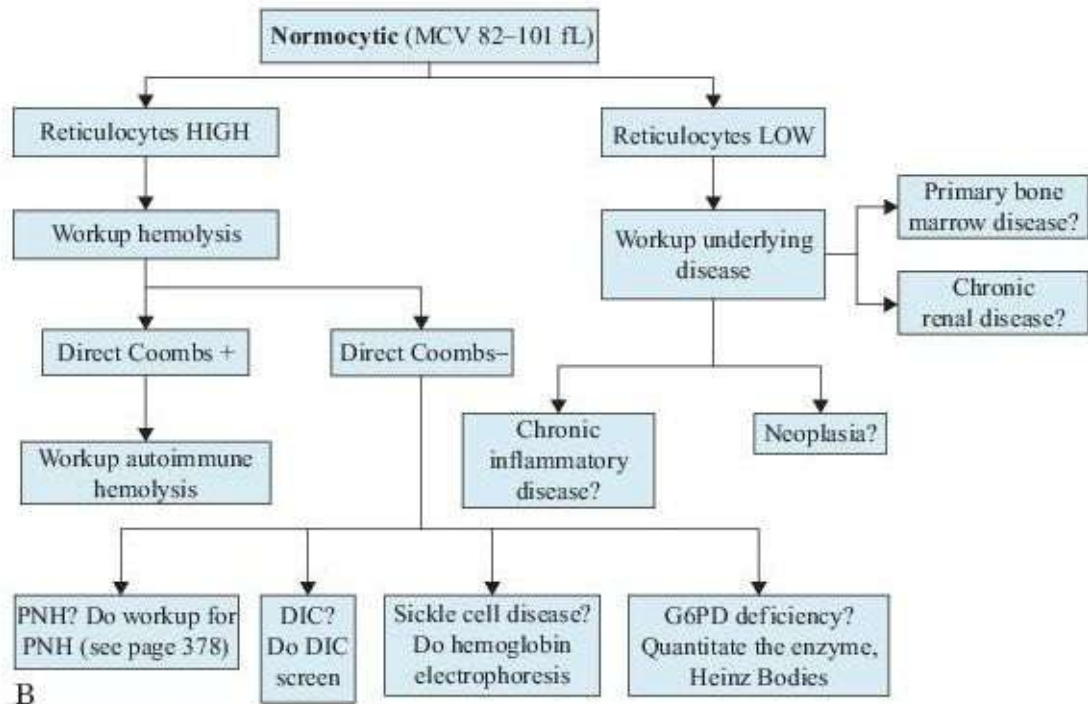 Normocytic (MCV 82–101 fL)
Reticulocytes HIGH
Reticulocytes LOW
Workup hemolysis
Workup underlying
disease
Primary bone
marrow disease?
Chronic
renal disease?
Direct Coombs +
Direct Coombs–
Workup autoimmune
hemolysis
Chronic
inflammatory
disease?
Neoplasia?
PNH? Do workup for
PNH (see page 378)
DIC?
Do DIC
screen
Sickle cell disease?
Do hemoglobin
electrophoresis
G6PD deficiency?
Quantitate the enzyme,
Heinz Bodies
B